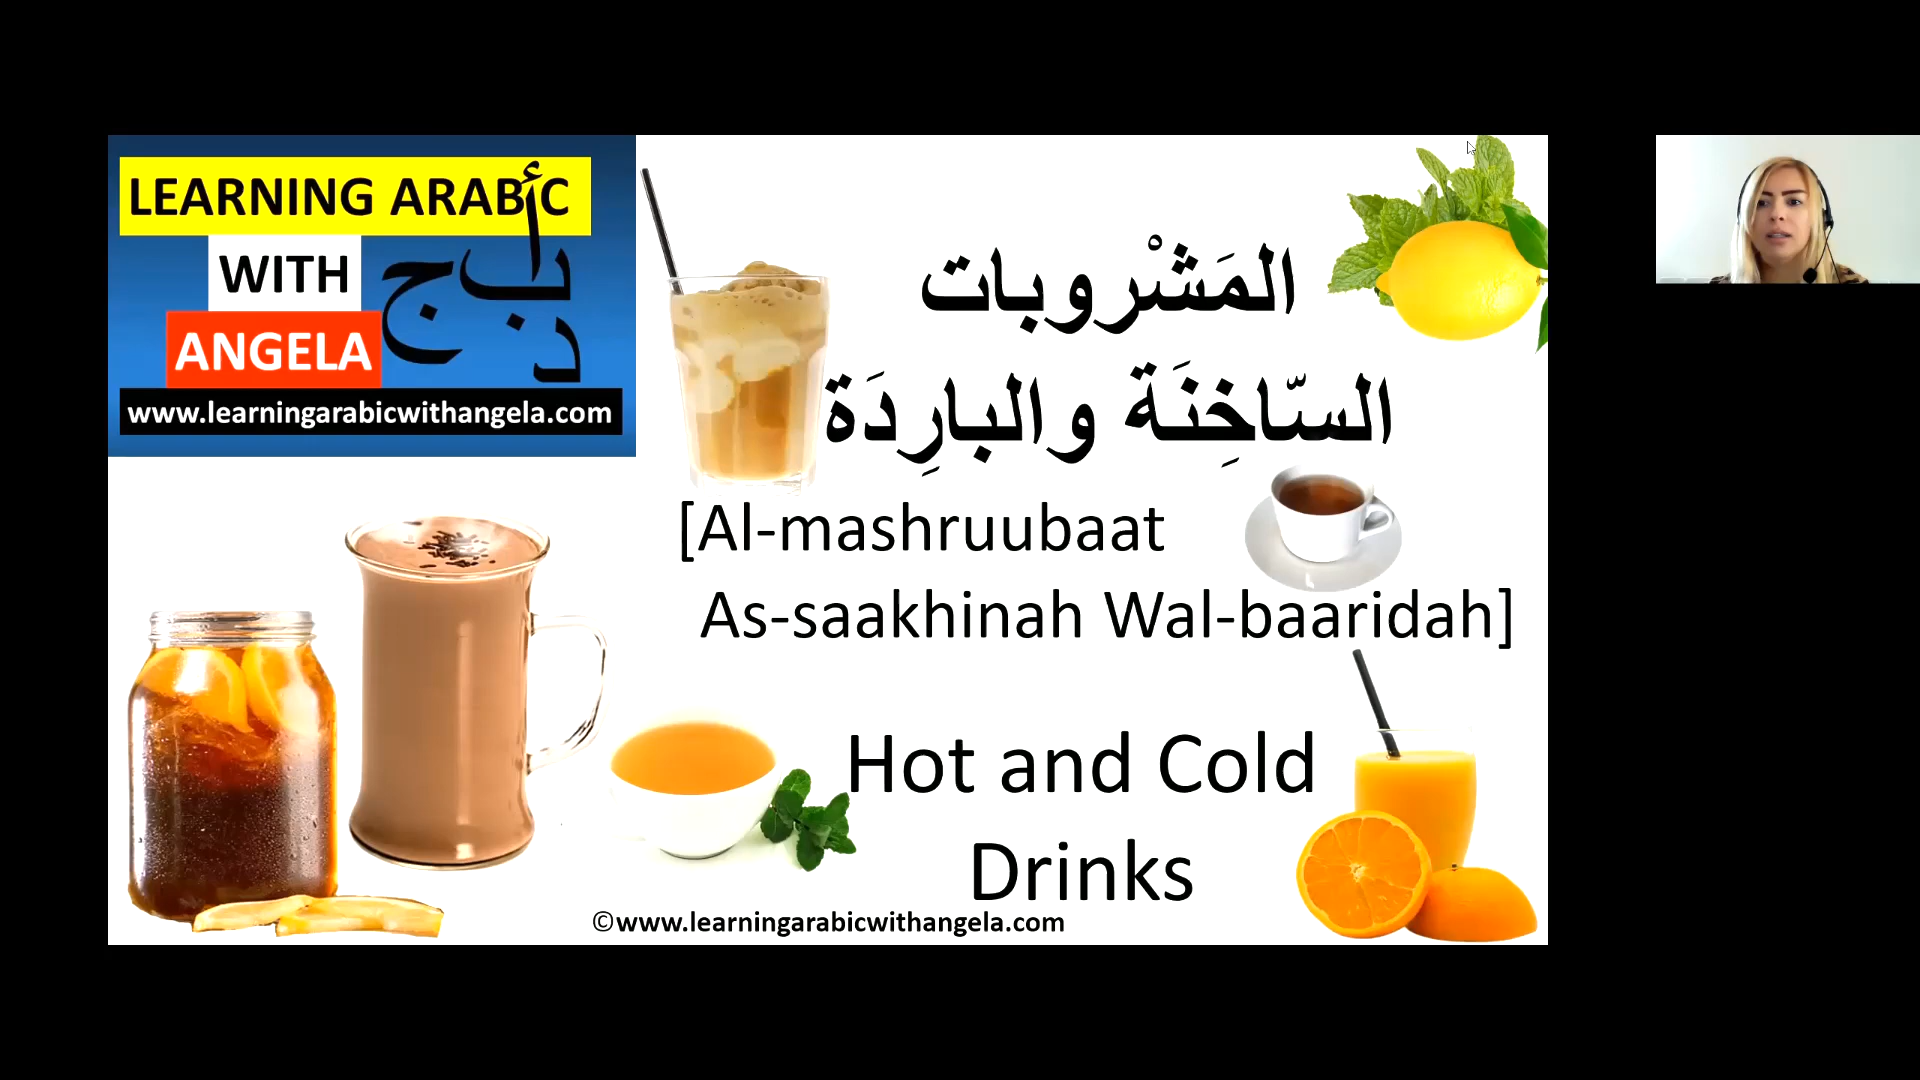 LEARNING ARABIC
WITH
ANGELA
أ ب ج د
www.learningarabicwithangela.com
المَشْروبات
السّاخِنَة والبارِدَة
[Al-mashruubaat
As-saakhinah Wal-baaridah]
Hot and Cold
Drinks
©www.learningarabicwithangela.com